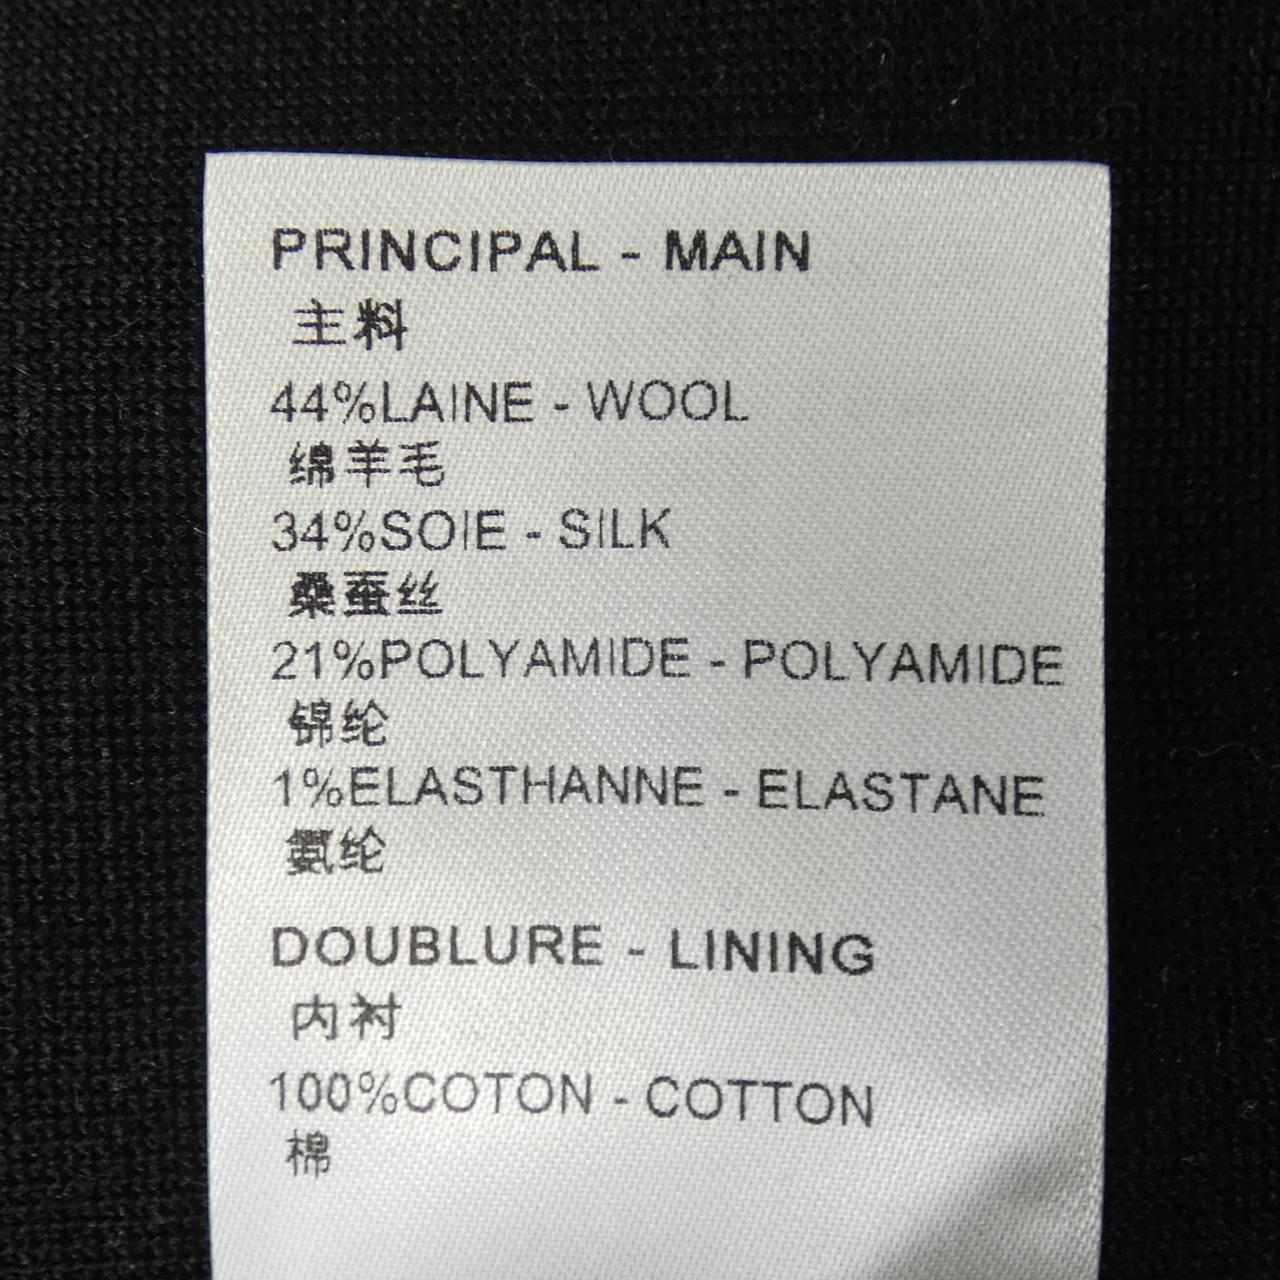 PRINCIPAL - MAIN
主料
44%LAINE - WOOL
绵羊毛
34%SOIE - SILK
桑蚕丝
21%POLYAMIDE - POLYAMIDE
锦纶
1%ELASTHANNE - ELASTANE
氨纶
DOUBLURE - LINING
内衬
100%COTON - COTTON
棉